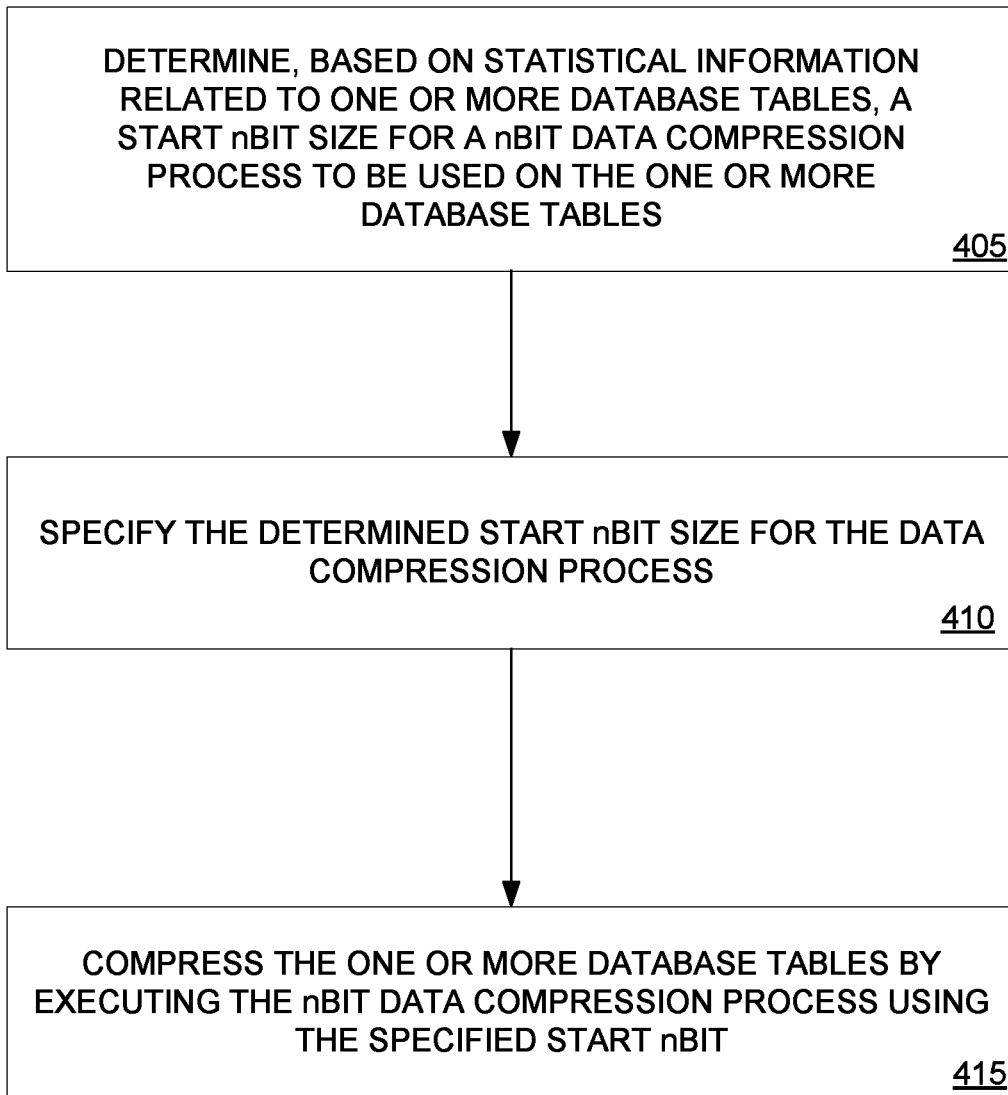 DETERMINE, BASED ON STATISTICAL INFORMATION
RELATED TO ONE OR MORE DATABASE TABLES, A
START nBIT SIZE FOR A nBIT DATA COMPRESSION
PROCESS TO BE USED ON THE ONE OR MORE
DATABASE TABLES
405
SPECIFY THE DETERMINED START nBIT SIZE FOR THE DATA
COMPRESSION PROCESS
410
COMPRESS THE ONE OR MORE DATABASE TABLES BY
EXECUTING THE nBIT DATA COMPRESSION PROCESS USING
THE SPECIFIED START nBIT
415